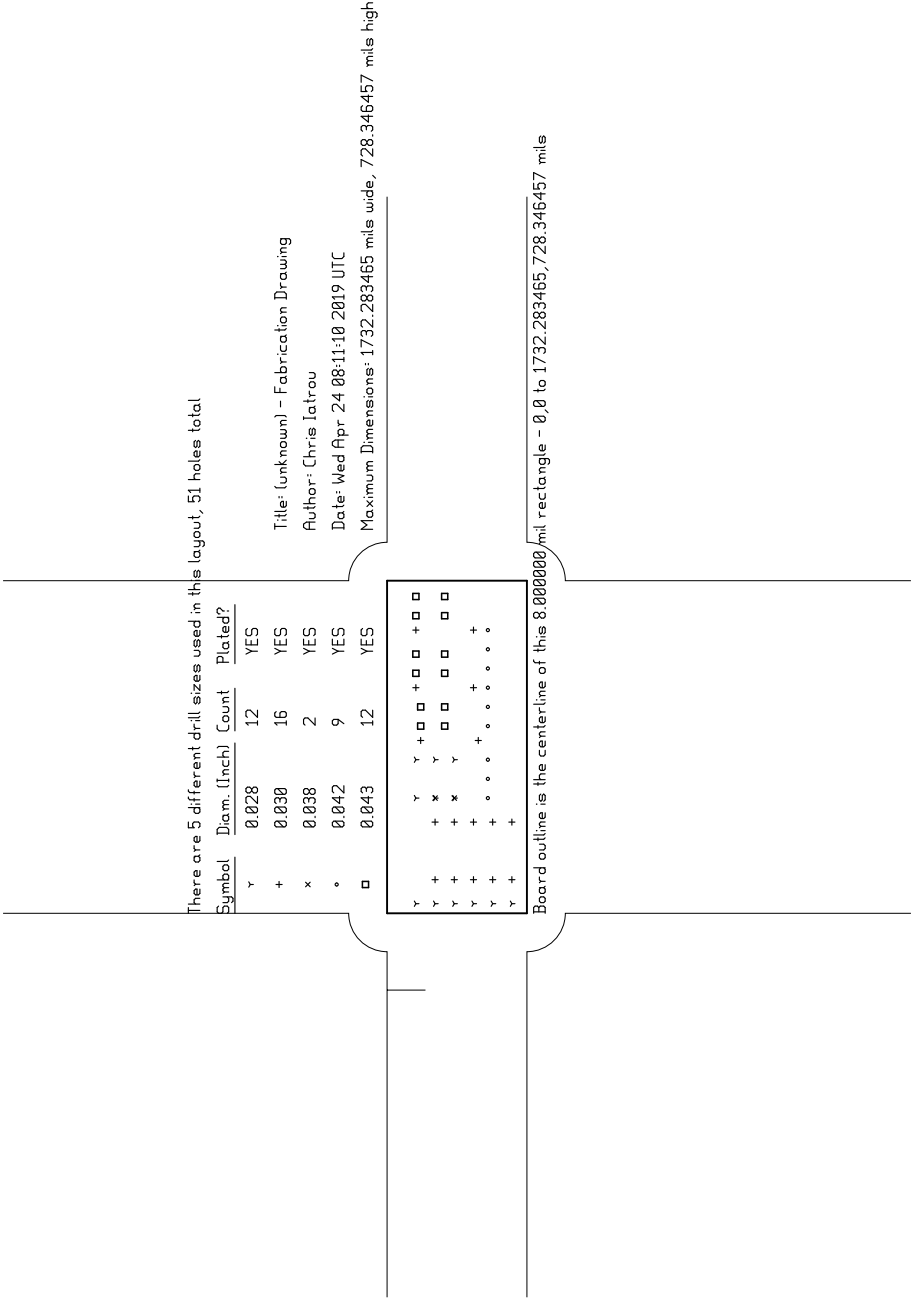 There are 5 different drill sizes used in this layout, 51 holes total
Symbol Diam. (Inch) Count Plated?
0.028 12 YES
0.030 16 YES
0.038 2 YES
0.042 9 YES
0.043 12 YES
Title: (unknown) - Fabrication Drawing
Author: Chris Iatrou
Date: Wed Apr 24 08:11:10 2019 UTC
Maximum Dimensions: 1732.283465 mils wide, 728.346457 mils high
Board outline is the centerline of this 8.000000 mil rectangle - 0,0 to 1732.283465,728.346457 mils